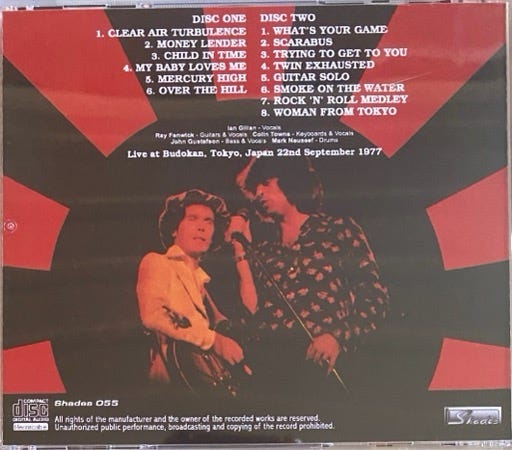 DISC ONE
1. CLEAR AIR TURBULENCE
2. MONEY LENDER
3. CHILD IN TIME
4. MY BABY LOVES ME
5. MERCURY HIGH
6. OVER THE HILL
DISC TWO
1. WHAT'S YOUR GAME
2. SCARABUS
3. TRYING TO GET TO YOU
4. TWIN EXHAUSTED
5. GUITAR SOLO
6. SMOKE ON THE WATER
7. ROCK 'N' ROLL MEDLEY
8. WOMAN FROM TOKYO
Ian Gillan - Vocals
Ray Fenwick - Guitars & Vocals Colin Towns - Keyboards & Vocals
John Gustafson - Bass & Vocals Mark Nauseef - Drums
Live at Budokan, Tokyo, Japan 22nd September 1977
COMPACT
disc
DIGITAL AUDIO
Recordable
Shades 055
All rights of the manufacturer and the owner of the recorded works are reserved.
Unauthorized public performance, broadcasting and copying of the record prohibited.
Shades